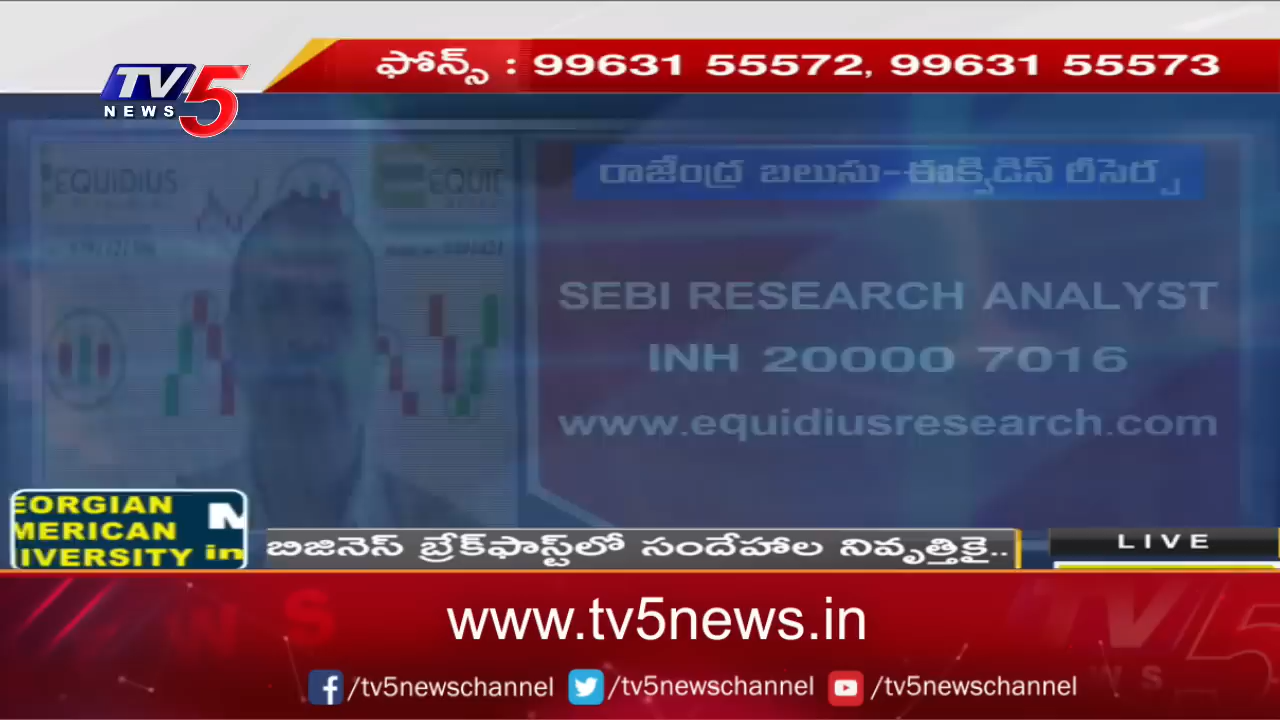 ఫోన్స్ : 99631 55572, 99631 55573
TV5
NEWS
EQUIDIUS
రాజేంద్ర బలుసు-ఈక్విడిస్ రీసెర్చ్
SEBI RESEARCH ANALYST
INH 20000 7016
www.equidiusresearch.com
EORGIAN
MERICAN
IVERSITY in
N
బిజినెస్ బ్రేక్‌ఫాస్ట్‌లో సందేహాల నివృత్తికై..
LIVE
www.tv5news.in
/tv5newschannel /tv5newschannel /tv5newschannel